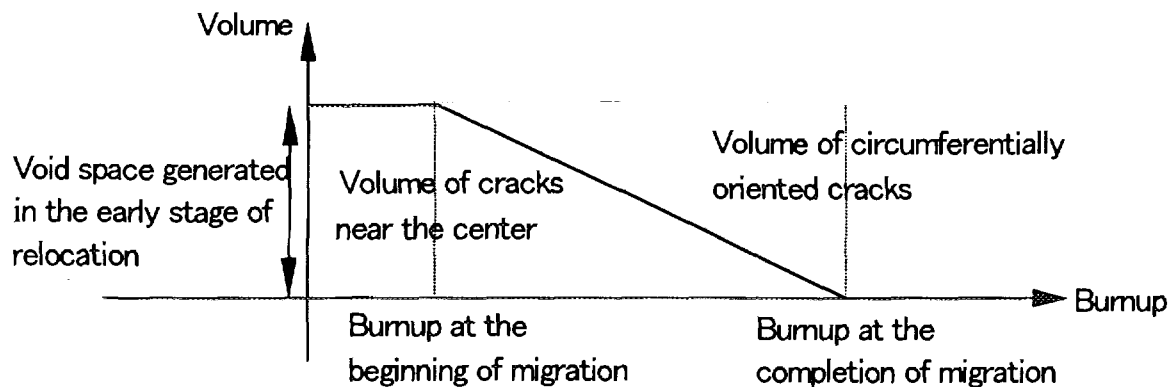 Volume
Void space generated
in the early stage of
relocation
Volume of cracks
near the center
Volume of circumferentially
oriented cracks
Burnup
Burnup at the
beginning of migration
Burnup at the
completion of migration